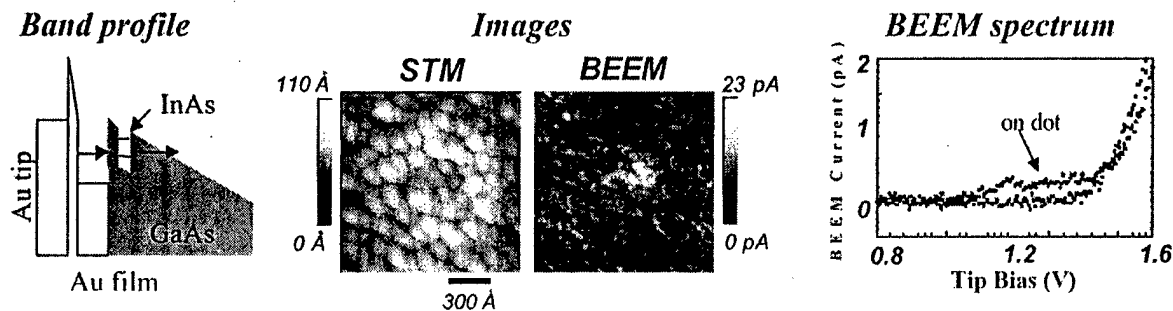 Band profile
Au tip
InAs
GaAs
Au film
Images
STM
BEEM
110 Å
0 Å
23 pA
0 pA
300 Å
BEEM spectrum
BEEM Current (pA)
2
1
0
on dot
0.8
1.2
1.6
Tip Bias (V)